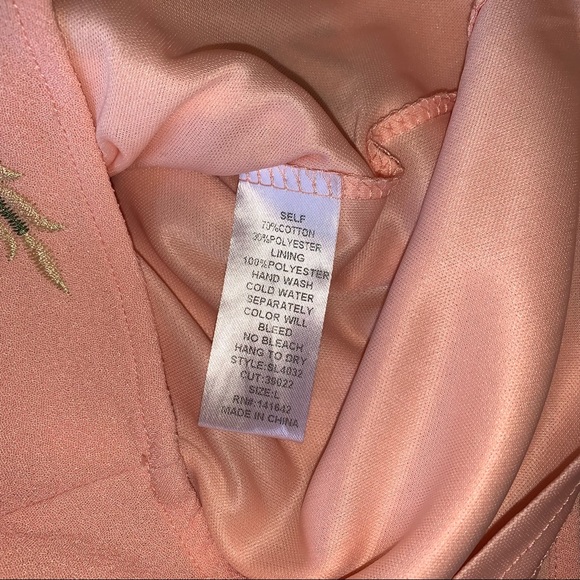 SELF
70%COTTON
30%POLYESTER
LINING
100%POLYESTER
HAND WASH
COLD WATER
SEPARATELY
COLOR WILL
BLEED
NO BLEACH
HANG TO DRY
STYLE:SL4032
CUT:39022
SIZE:L
RN#:141642
MADE IN CHINA